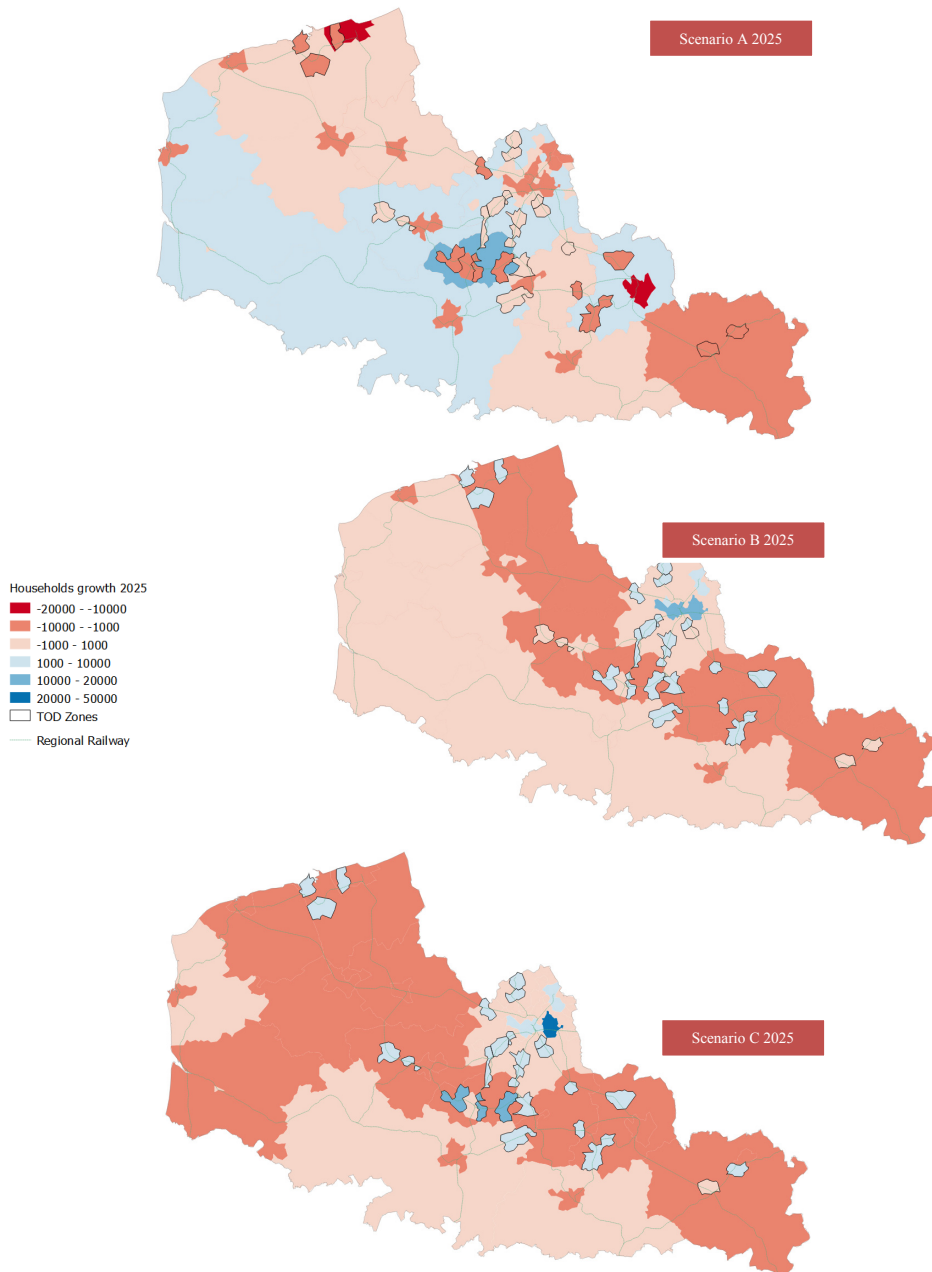 Scenario A 2025
Scenario B 2025
Households growth 2025
-20000 - -10000
-10000 - -1000
-1000 - 1000
1000 - 10000
10000 - 20000
20000 - 50000
TOD Zones
Regional Railway
Scenario C 2025